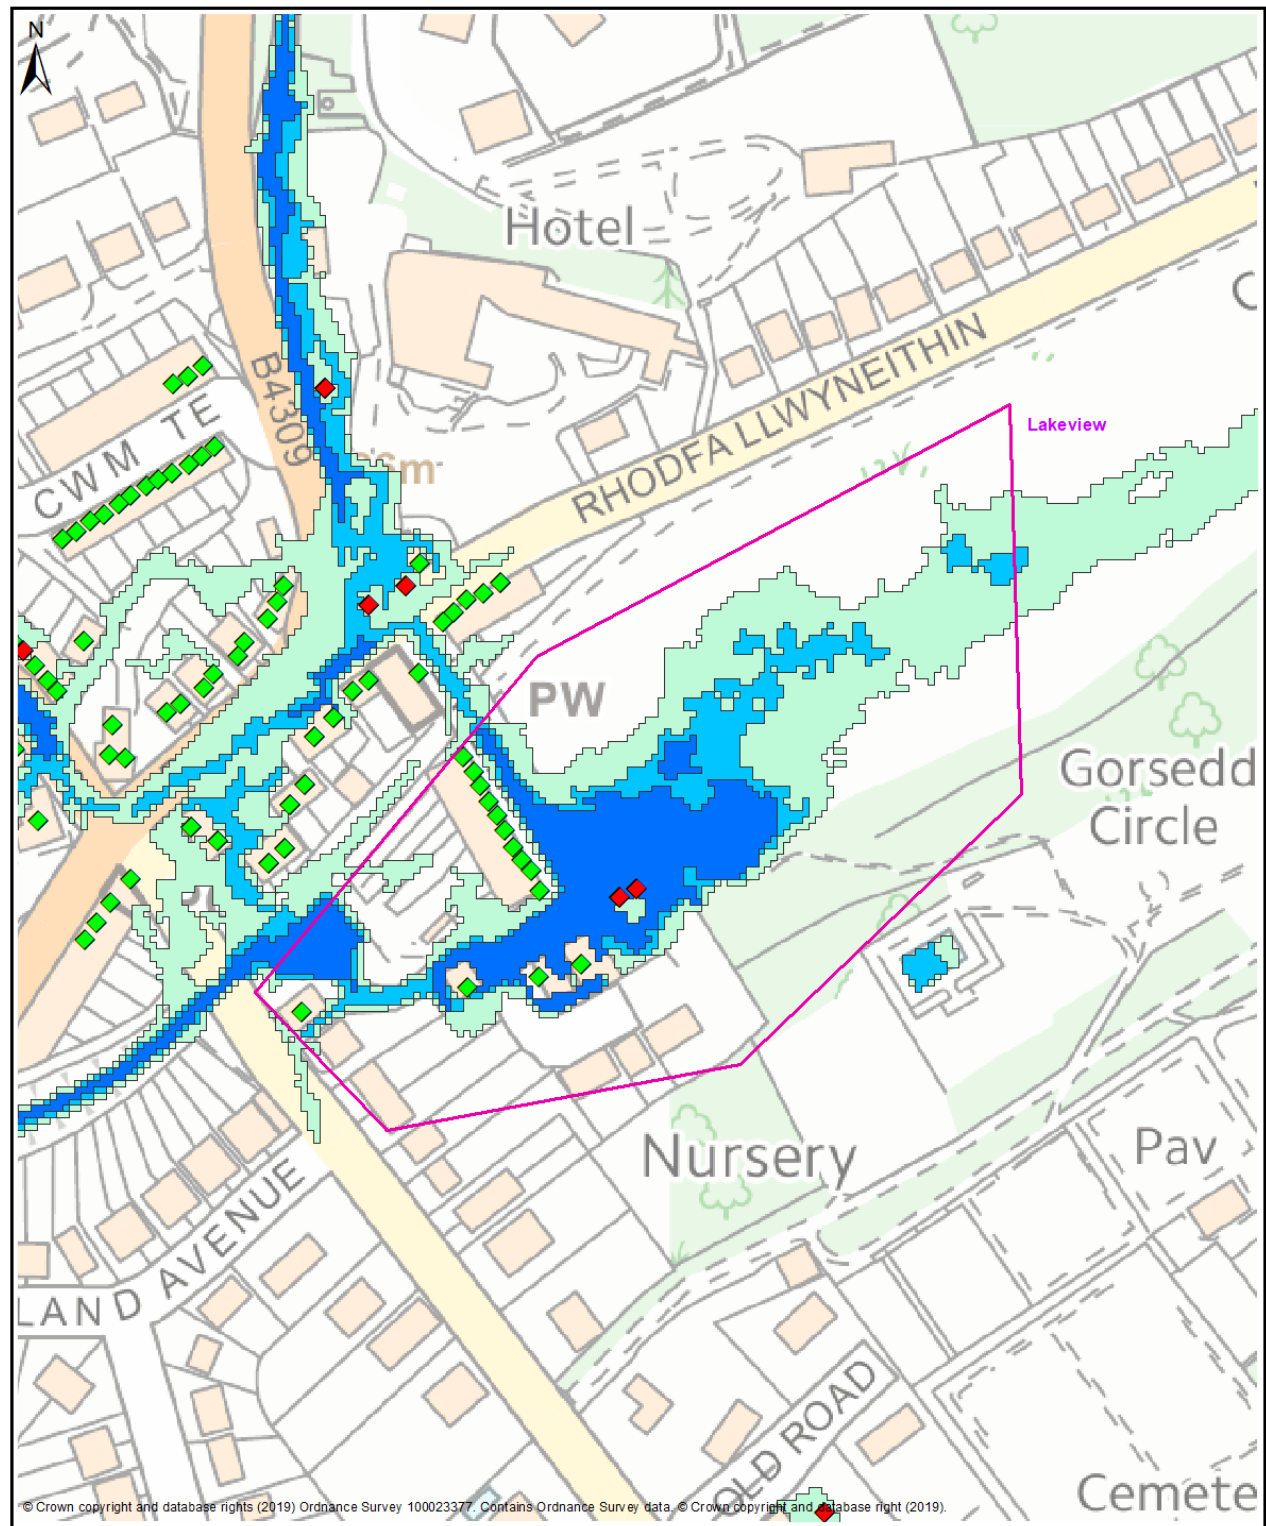 N
Hotel
C
B4309
RHODFA LLWYNEITHIN
Lakeview
CWM TE
PW
Gorsedd
Circle
Nursery
Pav
LAND AVENUE
OLD ROAD
Cemete
© Crown copyright and database rights (2019) Ordnance Survey 100023377. Contains Ordnance Survey data. © Crown copyright and database right (2019).